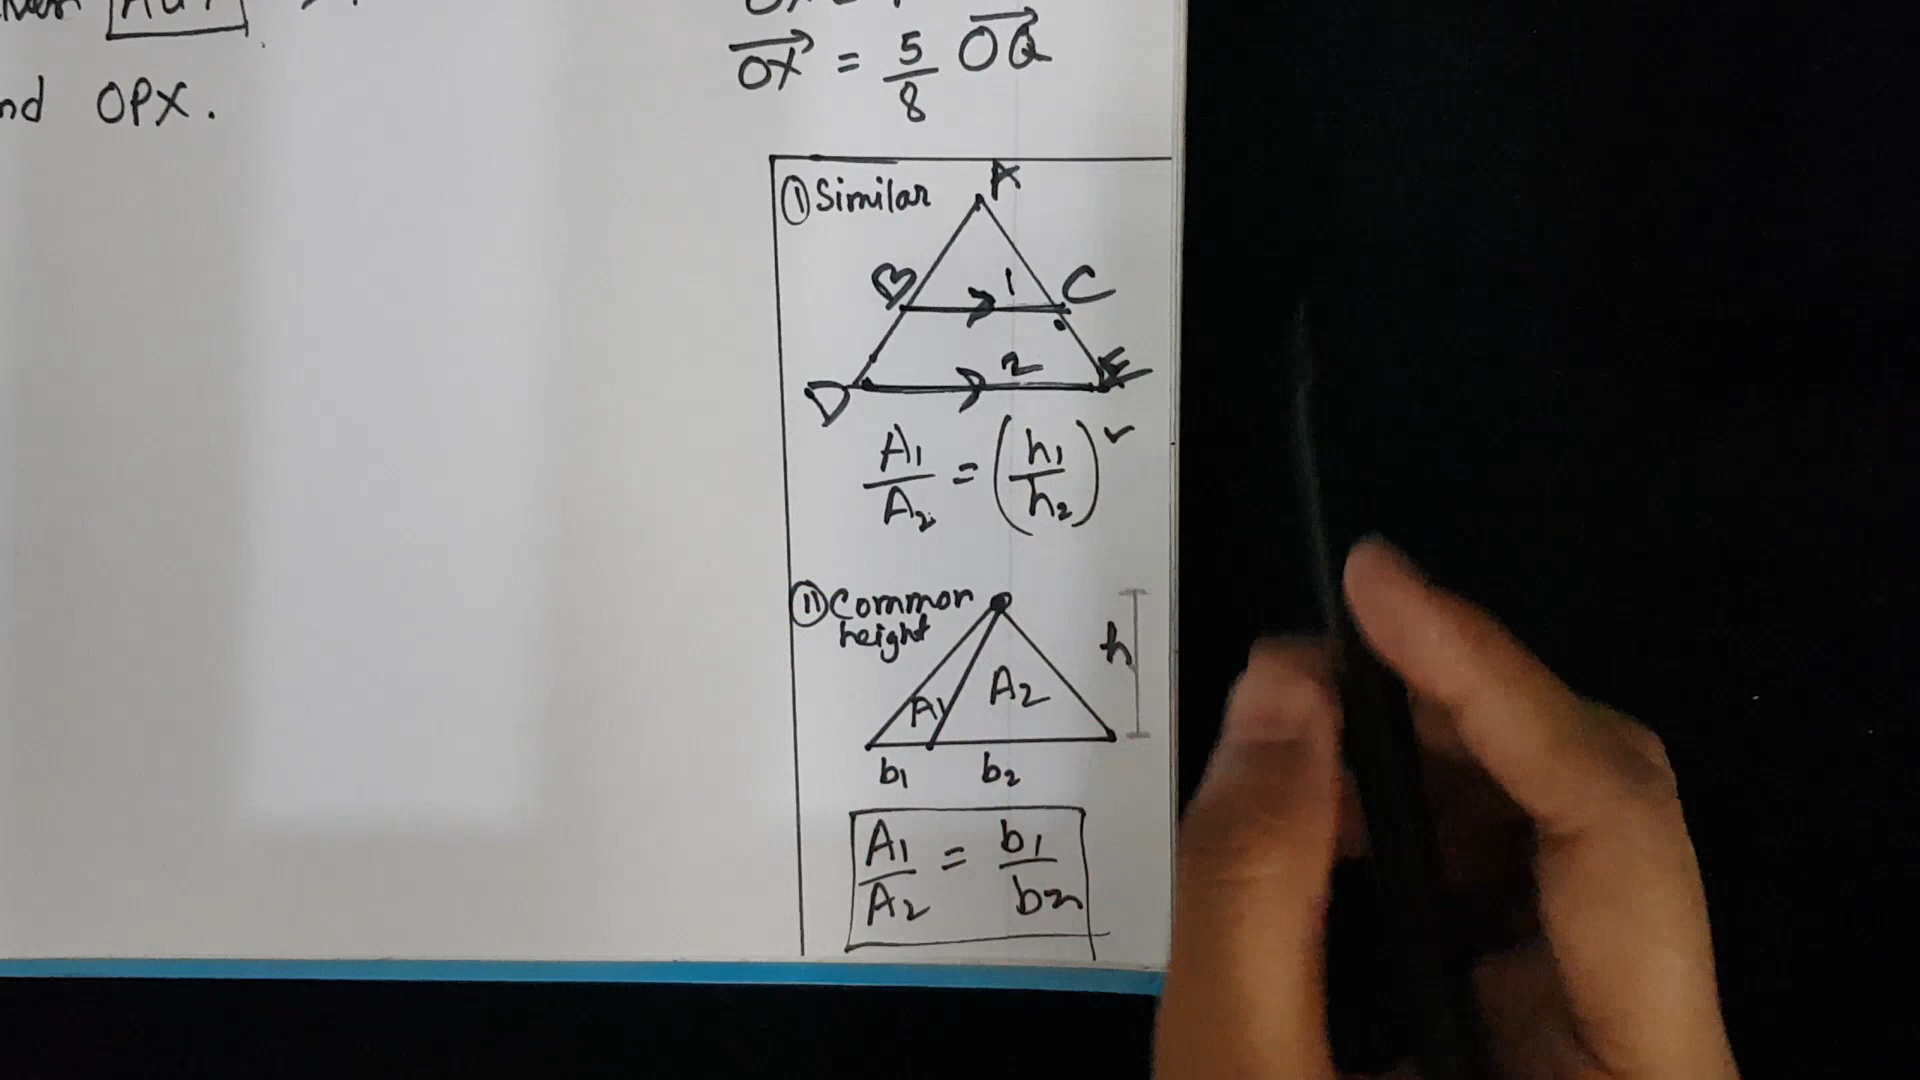 nd OPX.
OX = 5/8 OQ
① Similar
A
B 1 C
D 2 E
A₁/A₂ = (h₁/h₂)²
② Common
height
h
A₁ A₂
b₁ b₂
A₁/A₂ = b₁/b₂